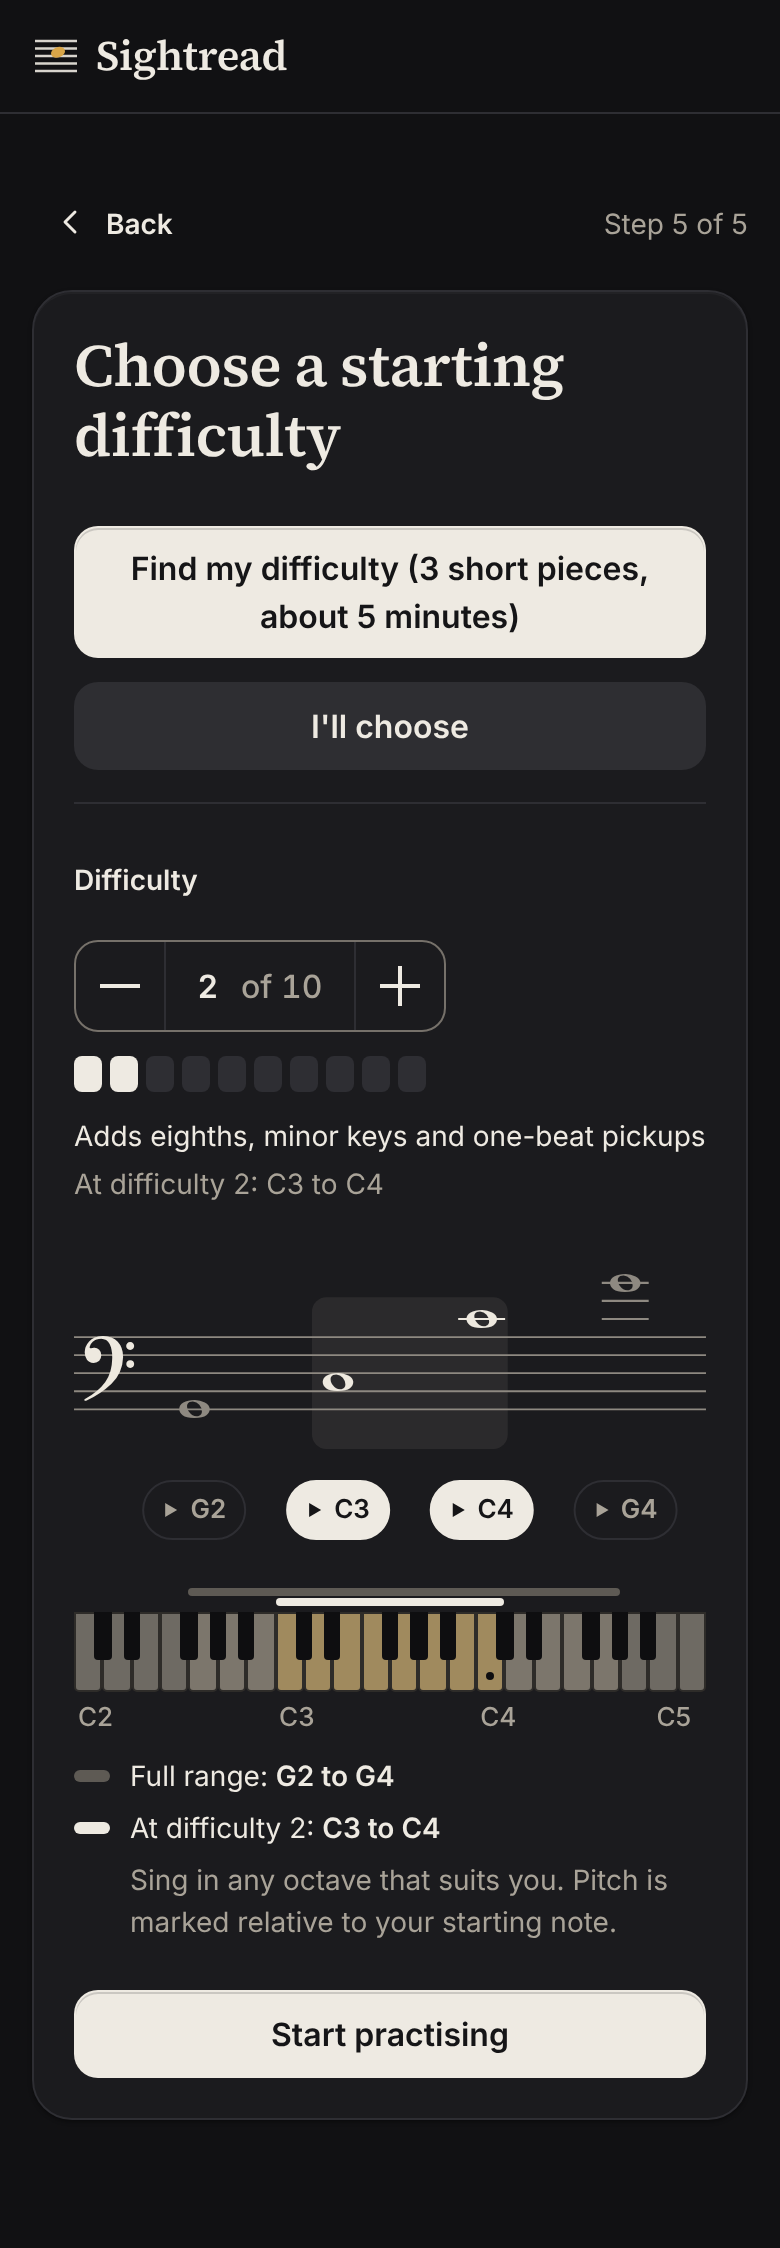 Sightread
Back
Step 5 of 5
Choose a starting
difficulty
Find my difficulty (3 short pieces,
about 5 minutes)
I'll choose
Difficulty
2 of 10
Adds eighths, minor keys and one-beat pickups
At difficulty 2: C3 to C4
G2 C3 C4 G4
C2 C3 C4 C5
Full range: G2 to G4
At difficulty 2: C3 to C4
Sing in any octave that suits you. Pitch is
marked relative to your starting note.
Start practising